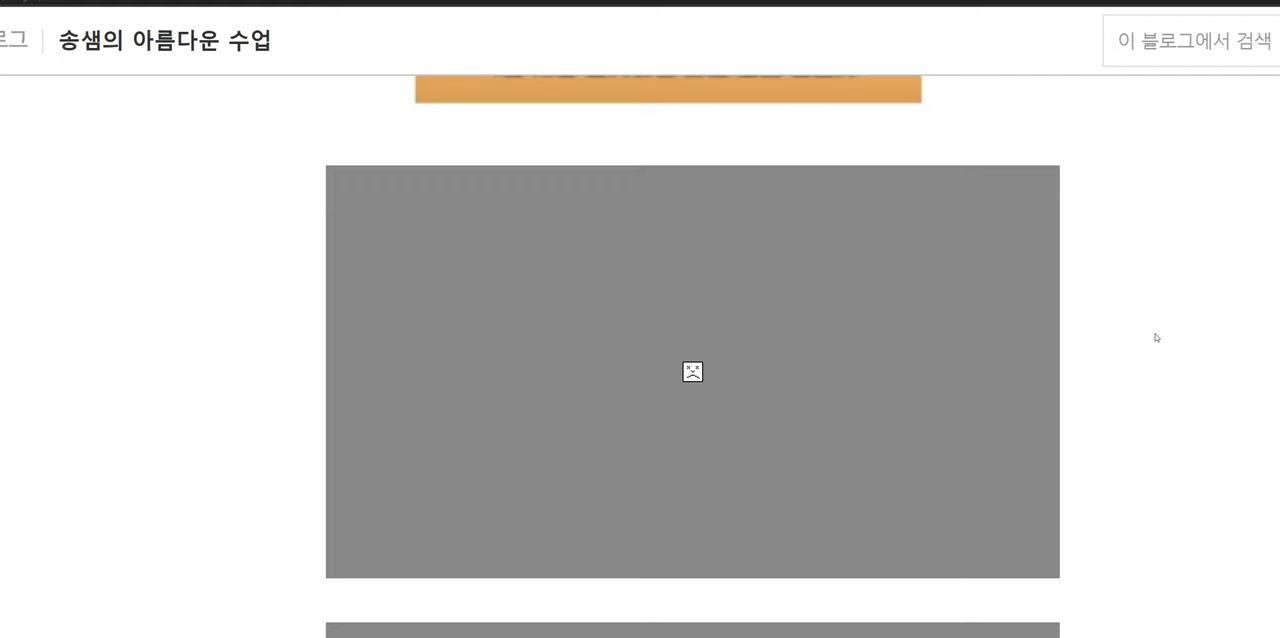 로그
송샘의 아름다운 수업
이 블로그에서 검색